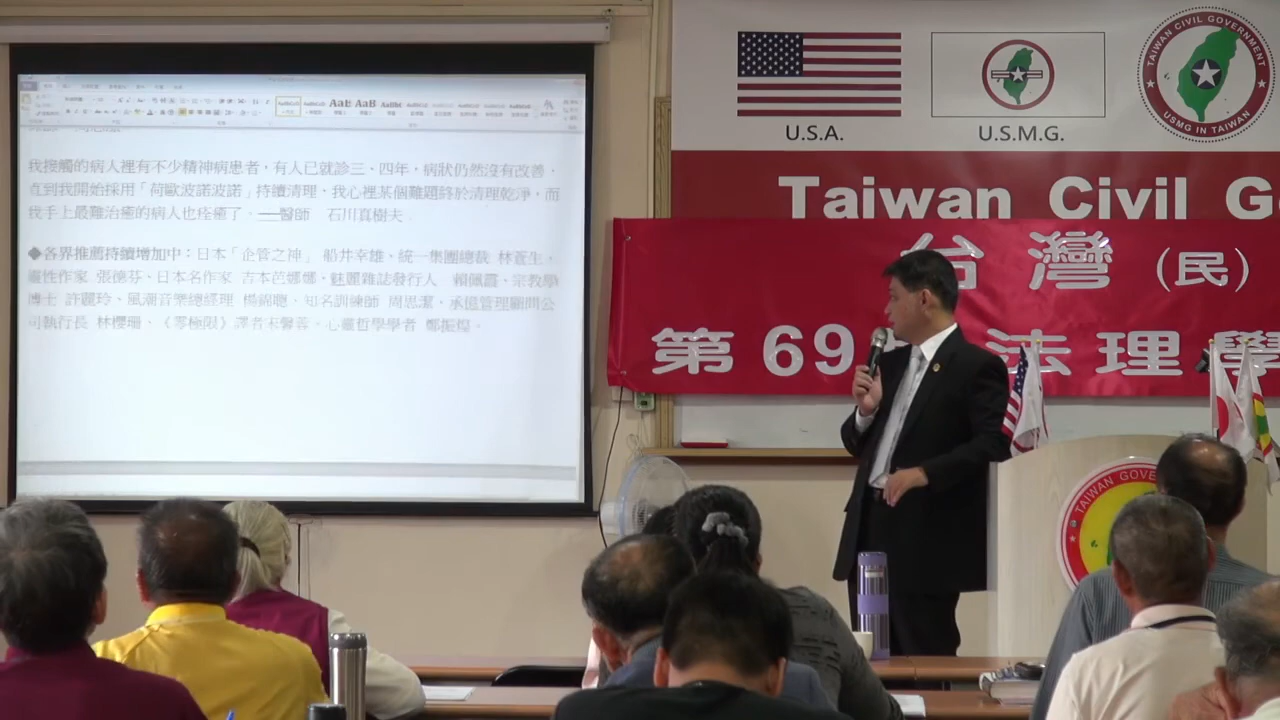 我接觸的病人裡有不少精神病患者，有人已就診三、四年，病狀仍然沒有改善，
直到我開始採用「荷歐波諾波諾」持續清理，我心裡某個難題終於清理乾淨，而
我手上最難治癒的病人也痊癒了。──醫師 石川真樹夫
◆各界推薦持續增加中：日本「企管之神」 船井幸雄、統一集團總裁 林蒼生、
靈性作家 張德芬、日本名作家 吉本芭娜娜、魅麗雜誌發行人 賴佩霞、宗教學
博士 許麗玲、風潮音樂總經理 楊錦聰、知名訓練師 周思潔、承億管理顧問公
司執行長 林櫻珊、《零極限》譯者宋馨蓉、心靈哲學學者 鄭振煌。
U.S.A.
U.S.M.G.
TAIWAN CIVIL GOVERNMENT
USMG IN TAIWAN
Taiwan Civil G
台灣(民)
第69 法理學
TAIWAN GOVE